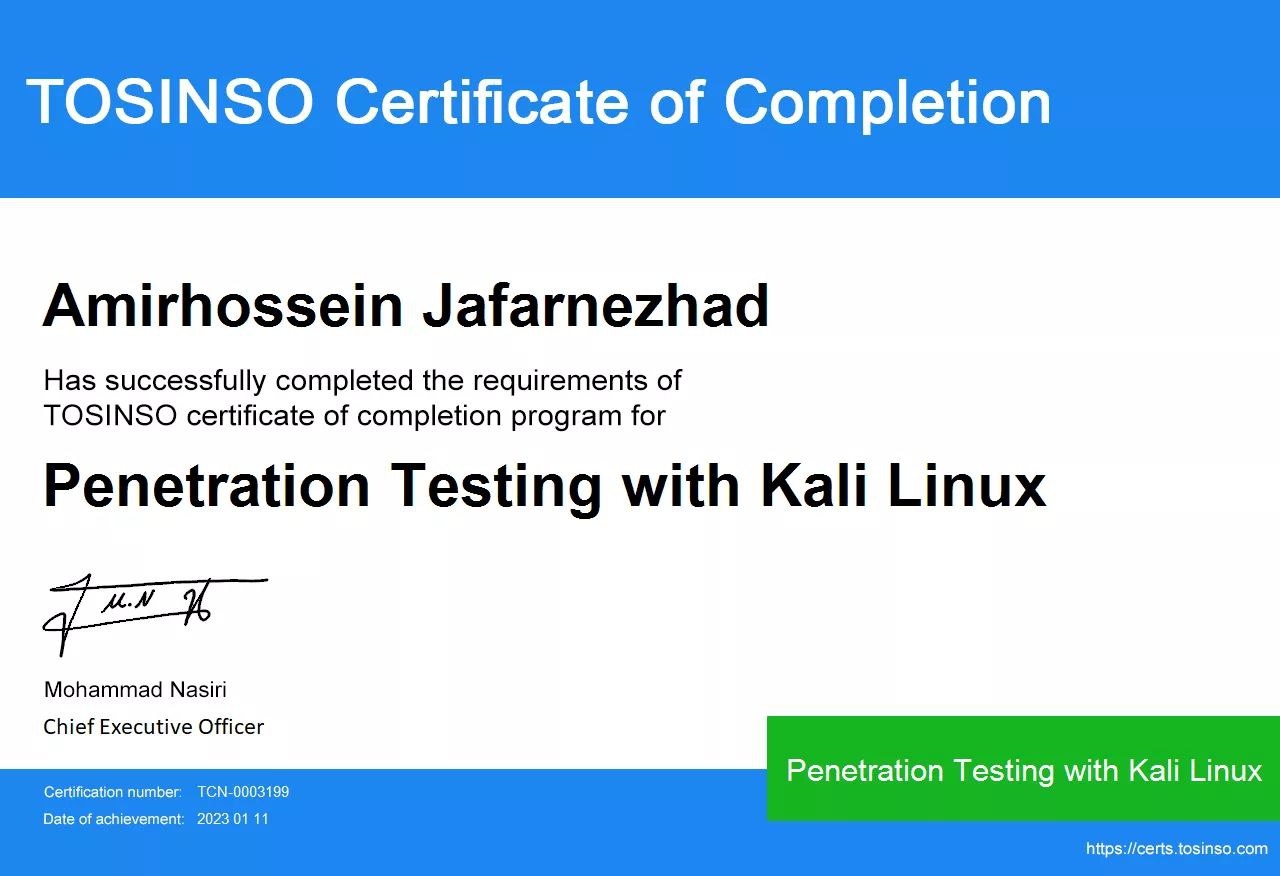 TOSINSO Certificate of Completion
Amirhossein Jafarnezhad
Has successfully completed the requirements of
TOSINSO certificate of completion program for
Penetration Testing with Kali Linux
M.N
Mohammad Nasiri
Chief Executive Officer
Penetration Testing with Kali Linux
Certification number: TCN-0003199
Date of achievement: 2023 01 11
https://certs.tosinso.com